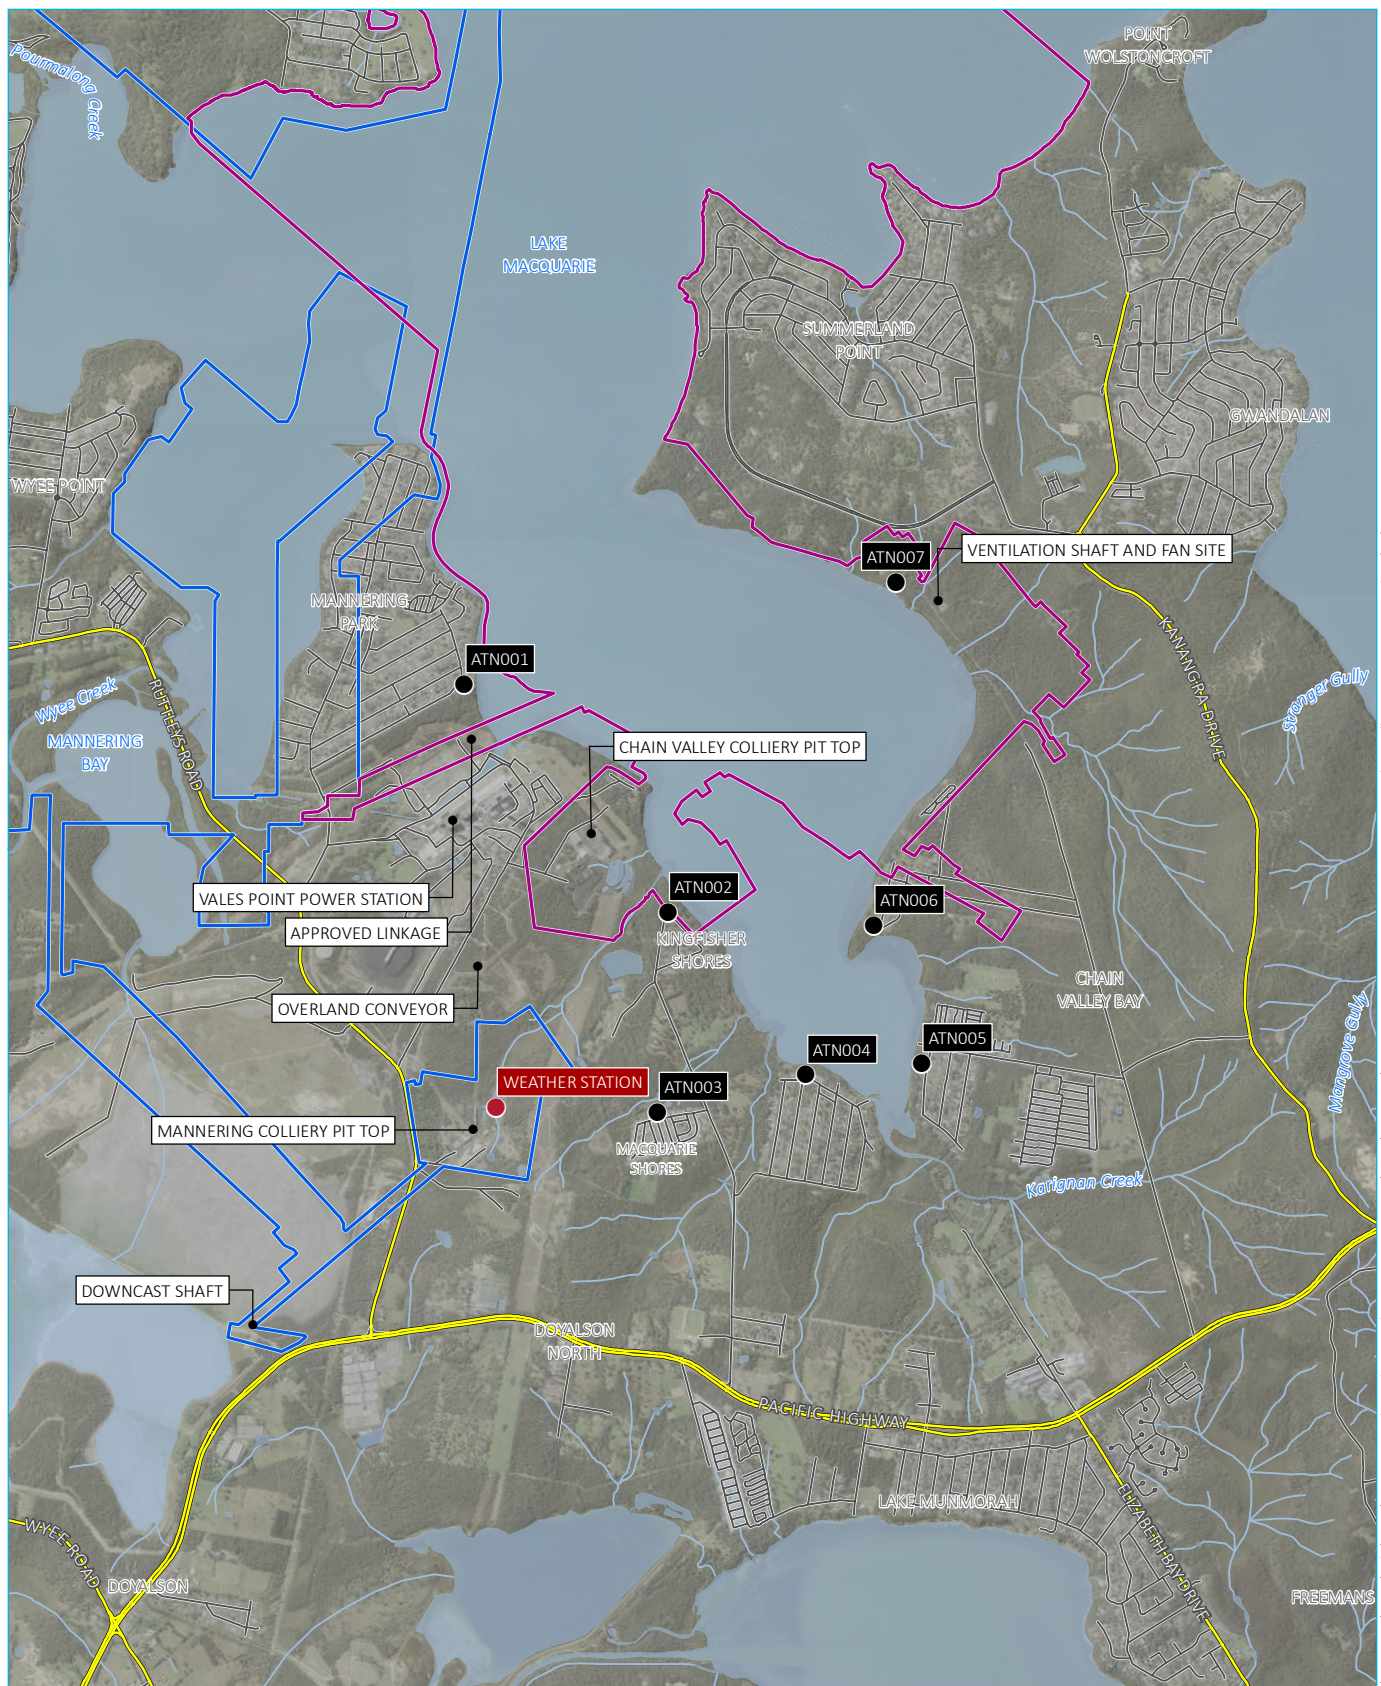 POINT
WOLSTONCROFT
Pourmalong Creek
LAKE
MACQUARIE
SUMMERLAND
POINT
GWANDALAN
WYEE POINT
ATN007
VENTILATION SHAFT AND FAN SITE
MANNERING
PARK
ATN001
KANANGRA DRIVE
Stranger Gully
Wyee Creek
RUTTLEYS ROAD
MANNERING
BAY
CHAIN VALLEY COLLIERY PIT TOP
VALES POINT POWER STATION
ATN002
ATN006
APPROVED LINKAGE
KINGFISHER
SHORES
CHAIN
VALLEY BAY
OVERLAND CONVEYOR
Mangrove Gully
ATN004
ATN005
WEATHER STATION
ATN003
MANNERING COLLIERY PIT TOP
MACQUARIE
SHORES
Karignan Creek
DOWNCAST SHAFT
DOYALSON
NORTH
PACIFIC HIGHWAY
LAKE MUNMORAH
ELIZABETH BAY DRIVE
WYEE ROAD
DOYALSON
FREEMANS